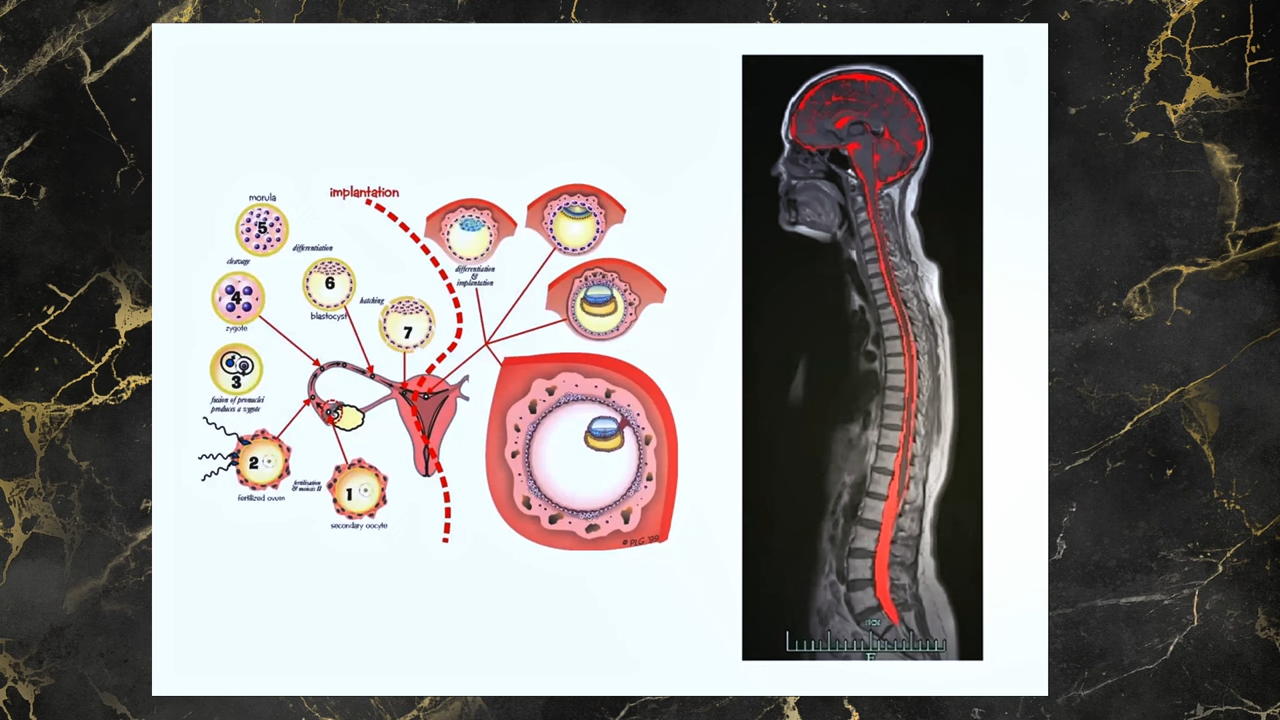 implantation
morula
5
differentiation
cleavage
6
4
hatching
blastocyst
7
zygote
differentiation
&
implantation
3
fusion of pronuclei
produces a zygote
2
fertilisation
& meiosis II
1
fertilized ovum
secondary oocyte
© PLG '99
F